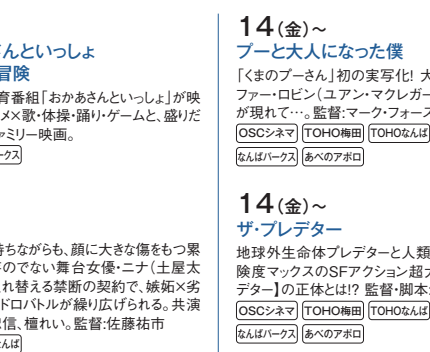 んといっしょ
冒険
育番組「おかあさんといっしょ」が映
メ×歌・体操・踊り・ゲームと、盛りだ
ァミリー映画。
ークス
持ちながらも、顔に大きな傷をもつ累
のでない舞台女優・ニナ(土屋太
れ替える禁断の契約で、嫉妬×劣
ドロバトルが繰り広げられる。共演
忠信、檀れい。監督:佐藤祐市
んば
14(金)~
プーと大人になった僕
「くまのプーさん」初の実写化! 大
ファー・ロビン(ユアン・マクレガー
が現れて…。監督:マーク・フォース
OSCシネマ TOHO梅田 TOHOなんば
なんばパークス あべのアポロ
14(金)~
ザ・プレデター
地球外生命体プレデターと人類
険度マックスのSFアクション超大
デター】の正体とは!? 監督・脚本
OSCシネマ TOHO梅田 TOHOなんば
なんばパークス あべのアポロ